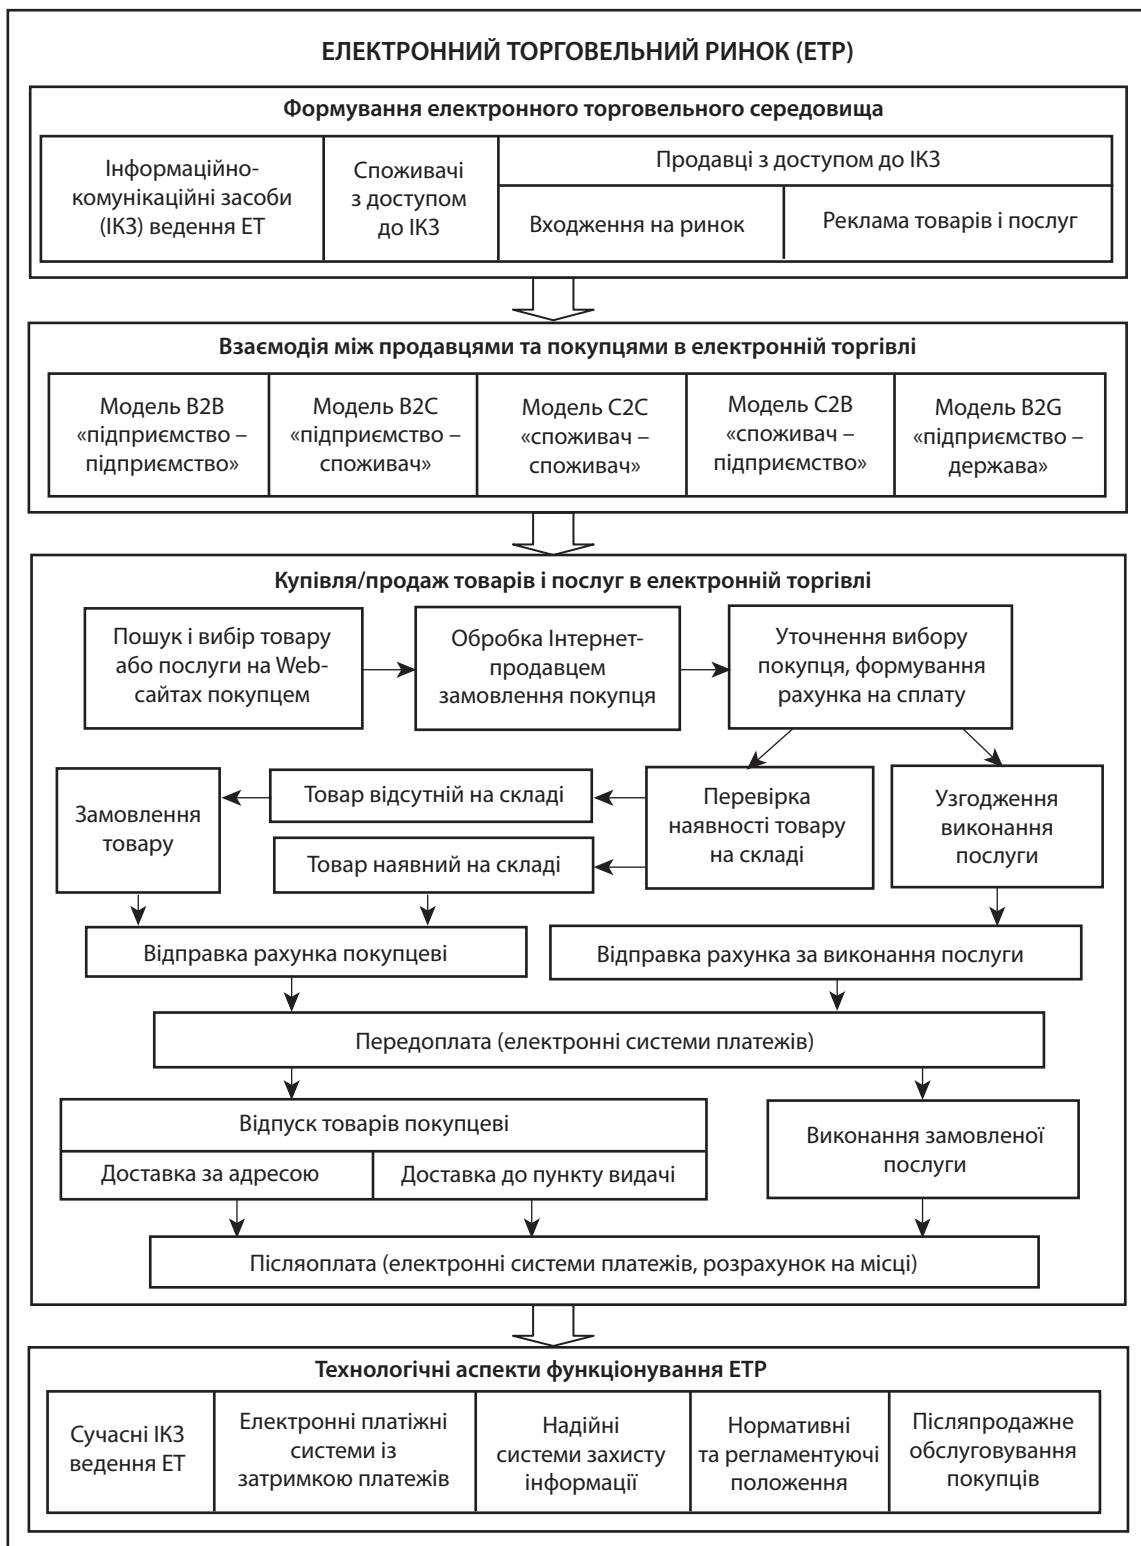 ЕЛЕКТРОННИЙ ТОРГОВЕЛЬНИЙ РИНОК (ЕТР)
Формування електронного торговельного середовища
Інформаційно-
комунікаційні засоби
(ІКЗ) ведення ЕТ
Споживачі
з доступом
до ІКЗ
Продавці з доступом до ІКЗ
Входження на ринок
Реклама товарів і послуг
Взаємодія між продавцями та покупцями в електронній торгівлі
Модель B2B
«підприємство –
підприємство»
Модель B2C
«підприємство –
споживач»
Модель C2C
«споживач –
споживач»
Модель C2B
«споживач –
підприємство»
Модель B2G
«підприємство –
держава»
Купівля/продаж товарів і послуг в електронній торгівлі
Пошук і вибір товару
або послуги на Web-
сайтах покупцем
Обробка Інтернет-
продавцем
замовлення покупця
Уточнення вибору
покупця, формування
рахунка на сплату
Замовлення
товару
Товар відсутній на складі
Товар наявний на складі
Перевірка
наявності товару
на складі
Узгодження
виконання
послуги
Відправка рахунка покупцеві
Відправка рахунка за виконання послуги
Передоплата (електронні системи платежів)
Відпуск товарів покупцеві
Доставка за адресою
Доставка до пункту видачі
Виконання замовленої
послуги
Післяоплата (електронні системи платежів, розрахунок на місці)
Технологічні аспекти функціонування ЕТР
Сучасні ІКЗ
ведення ЕТ
Електронні платіжні
системи із
затримкою платежів
Надійні
системи захисту
інформації
Нормативні
та регламентуючі
положення
Післпродажне
обслуговування
покупців